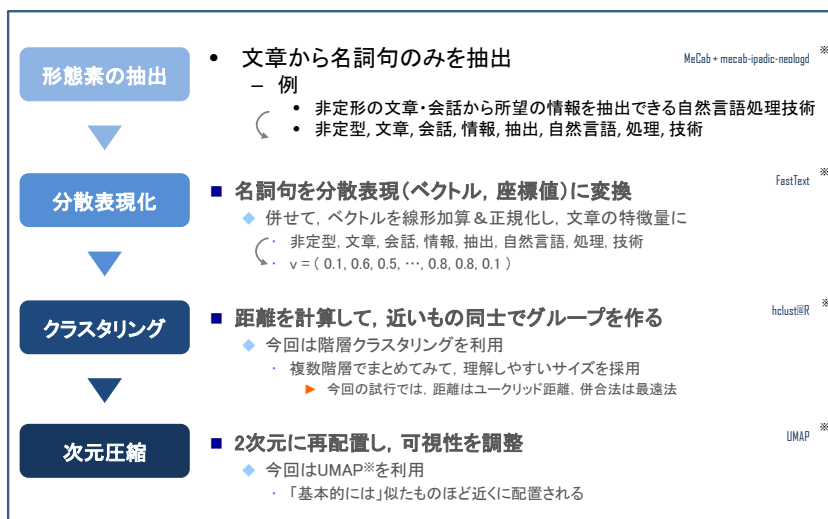 形態素の抽出
• 文章から名詞句のみを抽出
MeCab + mecab-ipadic-neologd ※
– 例
• 非定形の文章・会話から所望の情報を抽出できる自然言語処理技術
• 非定型, 文章, 会話, 情報, 抽出, 自然言語, 処理, 技術
分散表現化
■ 名詞句を分散表現(ベクトル, 座標値)に変換
FastText ※
◆ 併せて, ベクトルを線形加算&正規化し, 文章の特徴量に
・ 非定型, 文章, 会話, 情報, 抽出, 自然言語, 処理, 技術
・ v = ( 0.1, 0.6, 0.5, …, 0.8, 0.8, 0.1 )
クラスタリング
■ 距離を計算して, 近いもの同士でグループを作る
hclust@R ※
◆ 今回は階層クラスタリングを利用
・ 複数階層でまとめてみて, 理解しやすいサイズを採用
▶ 今回の試行では, 距離はユークリッド距離, 併合法は最遠法
次元圧縮
■ 2次元に再配置し, 可視性を調整
UMAP ※
◆ 今回はUMAP※を利用
・ 「基本的には」似たものほど近くに配置される